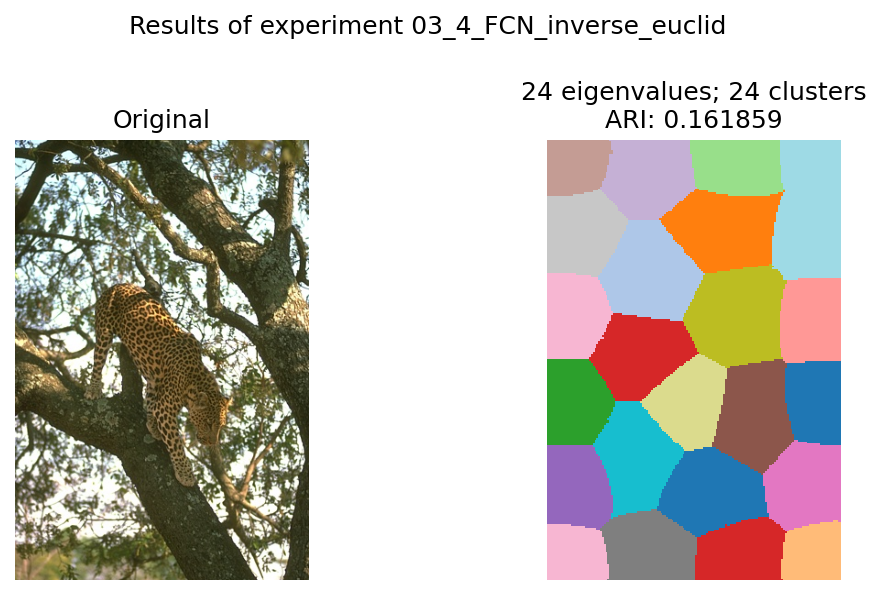 Results of experiment 03_4_FCN_inverse_euclid
Original
24 eigenvalues; 24 clusters
ARI: 0.161859